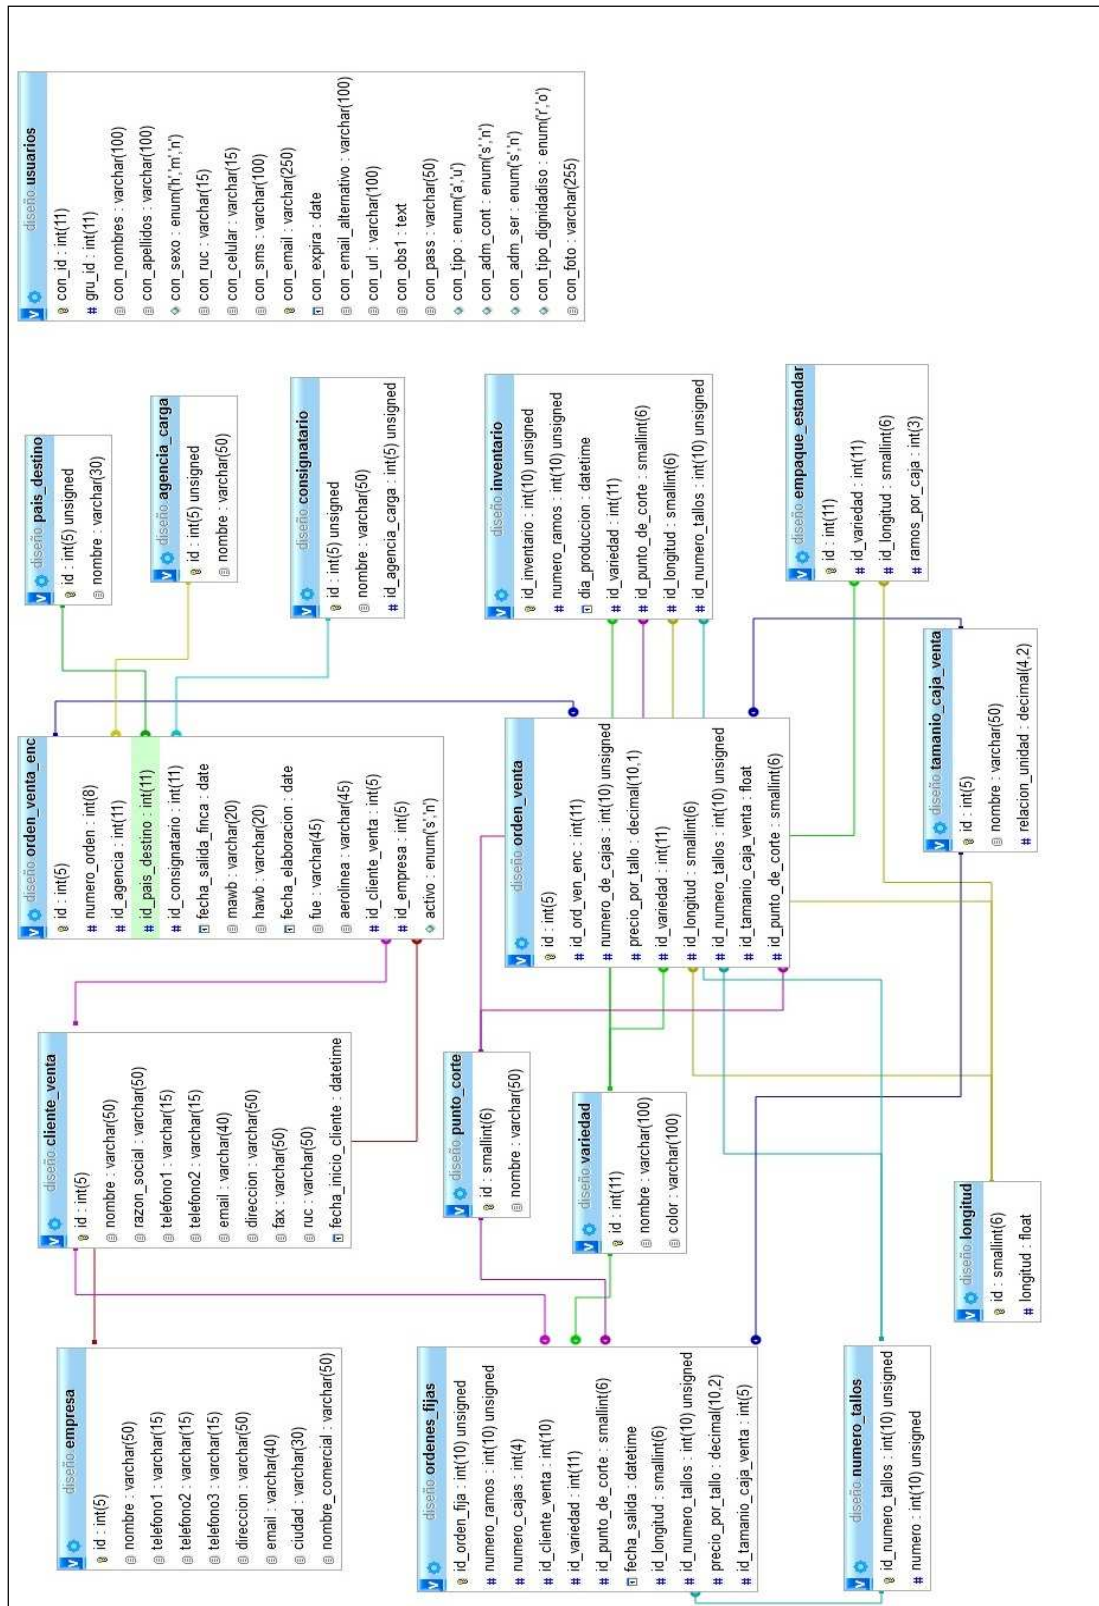 diseño empresa
id : int(5)
nombre : varchar(50)
telefono1 : varchar(15)
telefono2 : varchar(15)
telefono3 : varchar(15)
direccion : varchar(50)
email : varchar(40)
ciudad : varchar(30)
nombre_comercial : varchar(50)
diseño cliente_venta
id : int(5)
nombre : varchar(50)
razon_social : varchar(50)
telefono1 : varchar(15)
telefono2 : varchar(15)
email : varchar(40)
direccion : varchar(50)
fax : varchar(50)
ruc : varchar(50)
fecha_inicio_cliente : datetime
diseño orden_venta_enc
id : int(5)
numero_orden : int(8)
id_agencia : int(11)
id_pais_destino : int(11)
id_consignatario : int(11)
fecha_salida_finca : date
mawb : varchar(20)
hawb : varchar(20)
fecha_elaboracion : date
fue : varchar(45)
aerolinea : varchar(45)
id_cliente_venta : int(5)
id_empresa : int(5)
activo : enum('s','n')
diseño pais_destino
id : int(5) unsigned
nombre : varchar(30)
diseño agencia_carga
id : int(5) unsigned
nombre : varchar(50)
diseño consignatario
id : int(5) unsigned
nombre : varchar(50)
id_agencia_carga : int(5) unsigned
diseño usuarios
con_id : int(11)
gru_id : int(11)
con_nombres : varchar(100)
con_apellidos : varchar(100)
con_sexo : enum('h','m','n')
con_ruc : varchar(15)
con_celular : varchar(15)
con_sms : varchar(100)
con_email : varchar(250)
con_expira : date
con_email_alternativo : varchar(100)
con_url : varchar(100)
con_obs1 : text
con_pass : varchar(50)
con_tipo : enum('a','u')
con_adm_cont : enum('s','n')
con_adm_ser : enum('s','n')
con_tipo_dignidadiso : enum('r','o')
con_foto : varchar(255)
diseño ordenes_fijas
id_orden_fija : int(10) unsigned
numero_ramos : int(10) unsigned
numero_cajas : int(4)
id_cliente_venta : int(10)
id_variedad : int(11)
id_punto_de_corte : smallint(6)
fecha_salida : datetime
id_longitud : smallint(6)
id_numero_tallos : int(10) unsigned
precio_por_tallo : decimal(10,2)
id_tamanio_caja_venta : int(5)
diseño punto_corte
id : smallint(6)
nombre : varchar(50)
diseño variedad
id : int(11)
nombre : varchar(100)
color : varchar(100)
diseño orden_venta
id : int(5)
id_ord_ven_enc : int(11)
numero_de_cajas : int(10) unsigned
precio_por_tallo : decimal(10,1)
id_variedad : int(11)
id_longitud : smallint(6)
id_numero_tallos : int(10) unsigned
id_tamanio_caja_venta : float
id_punto_de_corte : smallint(6)
diseño inventario
id_inventario : int(10) unsigned
numero_ramos : int(10) unsigned
dia_produccion : datetime
id_variedad : int(11)
id_punto_de_corte : smallint(6)
id_longitud : smallint(6)
id_numero_tallos : int(10) unsigned
diseño empaque_estandar
id : int(11)
id_variedad : int(11)
id_longitud : smallint(6)
ramos_por_caja : int(3)
diseño numero_tallos
id_numero_tallos : int(10) unsigned
numero : int(10) unsigned
diseño longitud
id : smallint(6)
longitud : float
diseño tamanio_caja_venta
id : int(5)
nombre : varchar(50)
relacion_unidad : decimal(4,2)